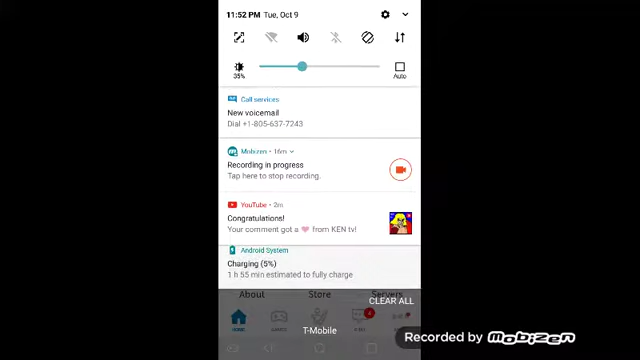 11:52 PM Tue, Oct 9
35%
Auto
Call services
New voicemail
Dial +1-805-637-7243
Mobizen • 16m
Recording in progress
Tap here to stop recording.
YouTube • 2m
Congratulations!
Your comment got a from KEN tv!
Android System
Charging (5%)
1 h 55 min estimated to fully charge
About Store Servers
CLEAR ALL
HOME
T-Mobile
Recorded by Mobizen